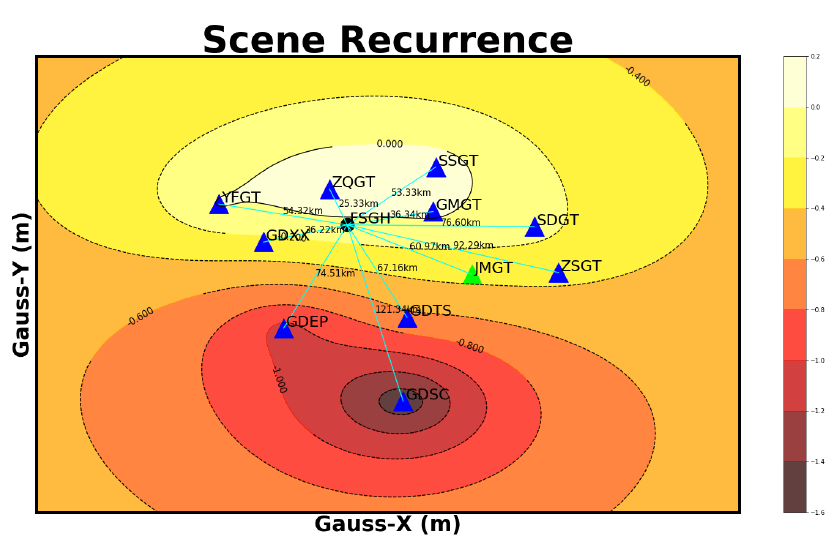 Scene Recurrence
-0.400
0.2
0.000
0.0
SSGT
ZQGT
53.33km
YFGT
25.33km
GMGT
-0.2
54.32km
36.34km
FSGH
76.60km
SDGT
36.22km
GDXX
60.97km
92.29km
-0.4
JMGT
ZSGT
67.16km
74.51km
-0.6
Gauss-Y (m)
-0.600
GDTS
GDEP
-0.8
-0.800
-1.000
-1.0
GDSC
-1.2
-1.4
-1.6
Gauss-X (m)